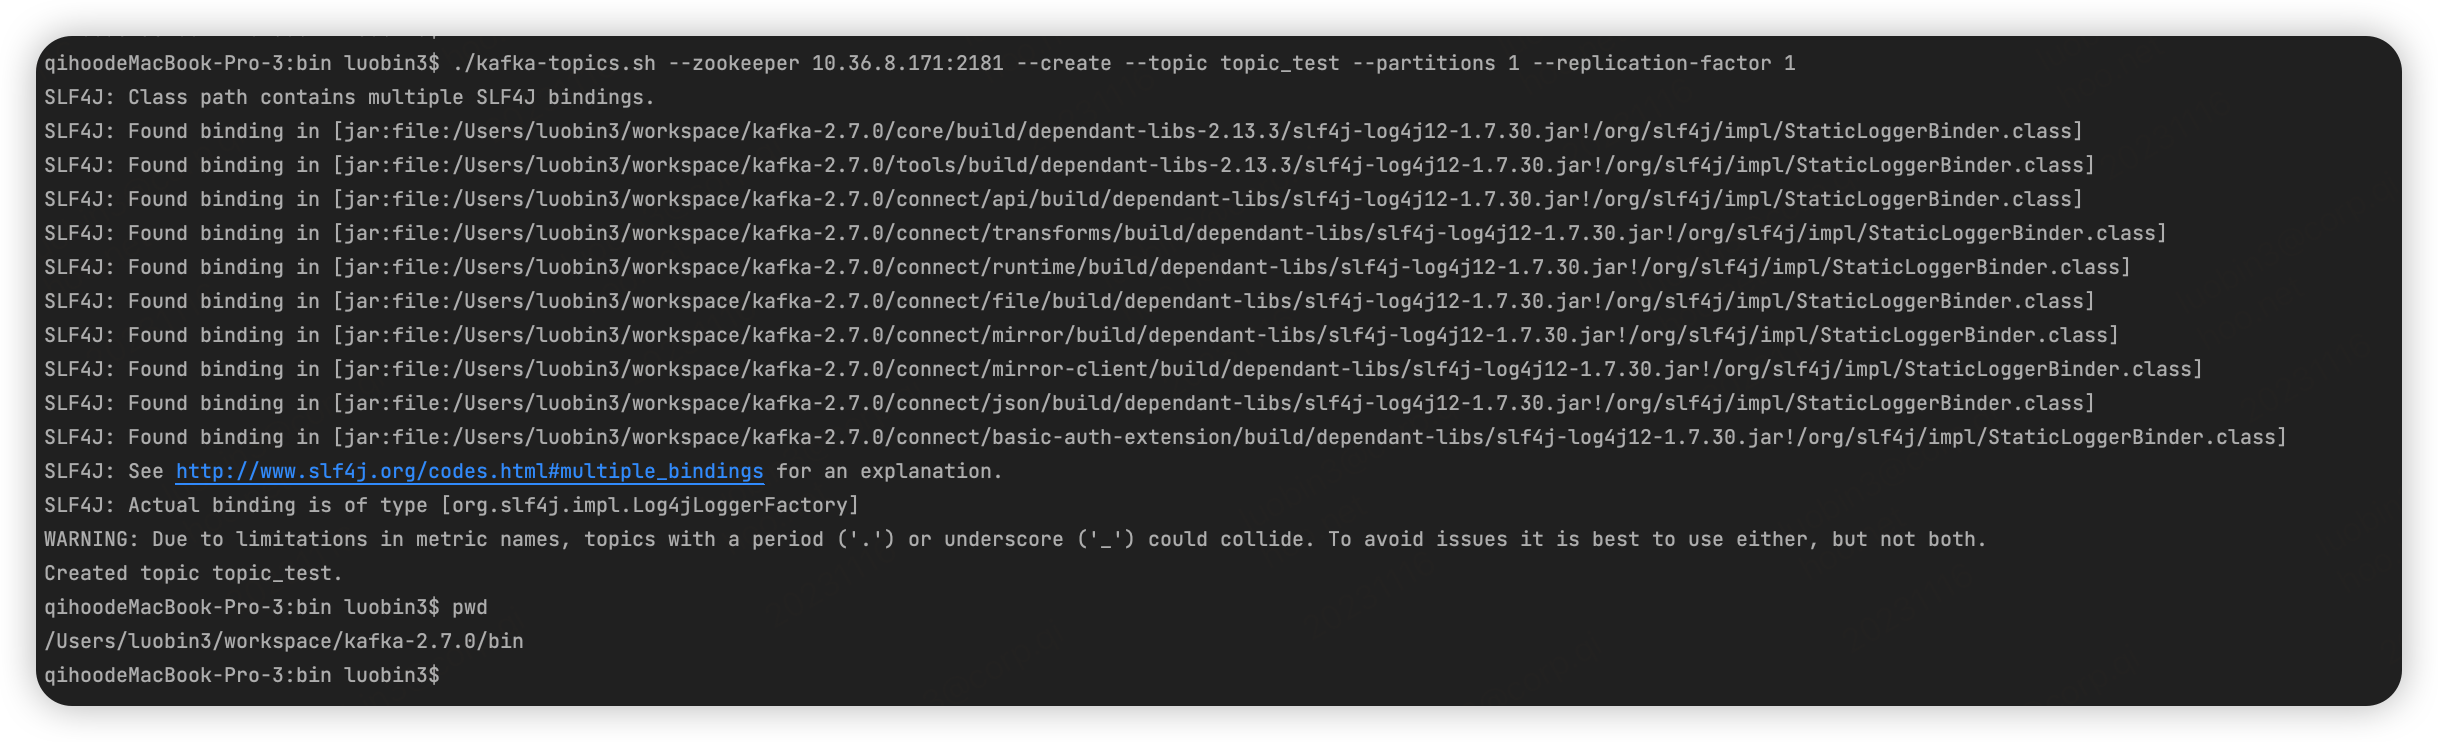 qihoodeMacBook-Pro-3:bin luobin3$ ./kafka-topics.sh --zookeeper 10.36.8.171:2181 --create --topic topic_test --partitions 1 --replication-factor 1
SLF4J: Class path contains multiple SLF4J bindings.
SLF4J: Found binding in [jar:file:/Users/luobin3/workspace/kafka-2.7.0/core/build/dependant-libs-2.13.3/slf4j-log4j12-1.7.30.jar!/org/slf4j/impl/StaticLoggerBinder.class]
SLF4J: Found binding in [jar:file:/Users/luobin3/workspace/kafka-2.7.0/tools/build/dependant-libs-2.13.3/slf4j-log4j12-1.7.30.jar!/org/slf4j/impl/StaticLoggerBinder.class]
SLF4J: Found binding in [jar:file:/Users/luobin3/workspace/kafka-2.7.0/connect/api/build/dependant-libs/slf4j-log4j12-1.7.30.jar!/org/slf4j/impl/StaticLoggerBinder.class]
SLF4J: Found binding in [jar:file:/Users/luobin3/workspace/kafka-2.7.0/connect/transforms/build/dependant-libs/slf4j-log4j12-1.7.30.jar!/org/slf4j/impl/StaticLoggerBinder.class]
SLF4J: Found binding in [jar:file:/Users/luobin3/workspace/kafka-2.7.0/connect/runtime/build/dependant-libs/slf4j-log4j12-1.7.30.jar!/org/slf4j/impl/StaticLoggerBinder.class]
SLF4J: Found binding in [jar:file:/Users/luobin3/workspace/kafka-2.7.0/connect/file/build/dependant-libs/slf4j-log4j12-1.7.30.jar!/org/slf4j/impl/StaticLoggerBinder.class]
SLF4J: Found binding in [jar:file:/Users/luobin3/workspace/kafka-2.7.0/connect/mirror/build/dependant-libs/slf4j-log4j12-1.7.30.jar!/org/slf4j/impl/StaticLoggerBinder.class]
SLF4J: Found binding in [jar:file:/Users/luobin3/workspace/kafka-2.7.0/connect/mirror-client/build/dependant-libs/slf4j-log4j12-1.7.30.jar!/org/slf4j/impl/StaticLoggerBinder.class]
SLF4J: Found binding in [jar:file:/Users/luobin3/workspace/kafka-2.7.0/connect/json/build/dependant-libs/slf4j-log4j12-1.7.30.jar!/org/slf4j/impl/StaticLoggerBinder.class]
SLF4J: Found binding in [jar:file:/Users/luobin3/workspace/kafka-2.7.0/connect/basic-auth-extension/build/dependant-libs/slf4j-log4j12-1.7.30.jar!/org/slf4j/impl/StaticLoggerBinder.class]
SLF4J: See http://www.slf4j.org/codes.html#multiple_bindings for an explanation.
SLF4J: Actual binding is of type [org.slf4j.impl.Log4jLoggerFactory]
WARNING: Due to limitations in metric names, topics with a period ('.') or underscore ('_') could collide. To avoid issues it is best to use either, but not both.
Created topic topic_test.
qihoodeMacBook-Pro-3:bin luobin3$ pwd
/Users/luobin3/workspace/kafka-2.7.0/bin
qihoodeMacBook-Pro-3:bin luobin3$